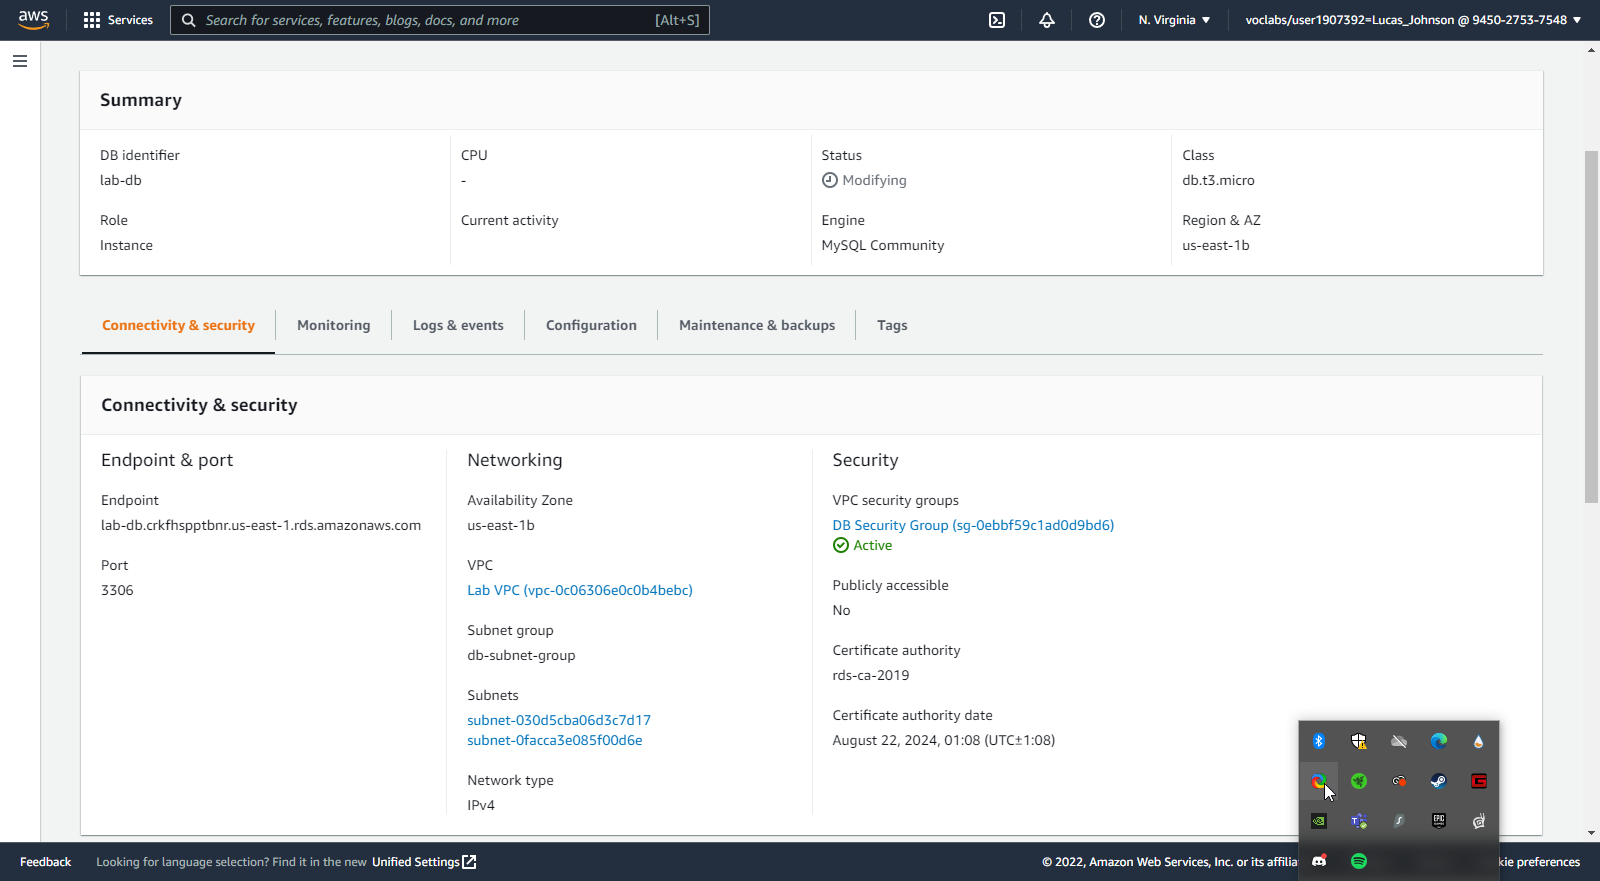 aws
Services
Search for services, features, blogs, docs, and more
[Alt+S]
N. Virginia
voclabs/user1907392=Lucas_Johnson @ 9450-2753-7548
Summary
DB identifier
lab-db
CPU
-
Status
Modifying
Class
db.t3.micro
Role
Instance
Current activity
Engine
MySQL Community
Region & AZ
us-east-1b
Connectivity & security
Monitoring
Logs & events
Configuration
Maintenance & backups
Tags
Connectivity & security
Endpoint & port
Endpoint
lab-db.crkfhspptbnr.us-east-1.rds.amazonaws.com
Port
3306
Networking
Availability Zone
us-east-1b
VPC
Lab VPC (vpc-0c06306e0c0b4bebc)
Subnet group
db-subnet-group
Subnets
subnet-030d5cba06d3c7d17
subnet-0facca3e085f00d6e
Network type
IPv4
Security
VPC security groups
DB Security Group (sg-0ebbf59c1ad0d9bd6)
Active
Publicly accessible
No
Certificate authority
rds-ca-2019
Certificate authority date
August 22, 2024, 01:08 (UTC±1:08)
EPIC
Feedback
Looking for language selection? Find it in the new Unified Settings
© 2022, Amazon Web Services, Inc. or its affilia
kie preferences